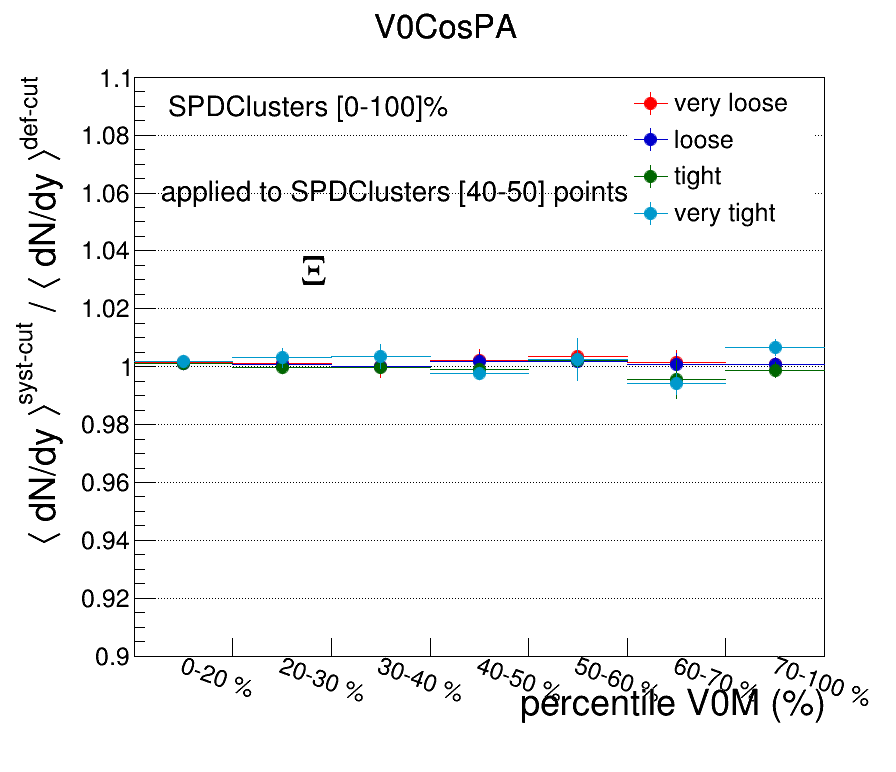 V0CosPA
SPDClusters [0-100]%
applied to SPDClusters [40-50] points
Ξ
very loose
loose
tight
very tight
⟨ dN/dy ⟩^syst-cut / ⟨ dN/dy ⟩^def-cut
1.1
1.08
1.06
1.04
1.02
1
0.98
0.96
0.94
0.92
0.9
0-20 %
20-30 %
30-40 %
40-50 %
50-60 %
60-70 %
70-100 %
percentile V0M (%)